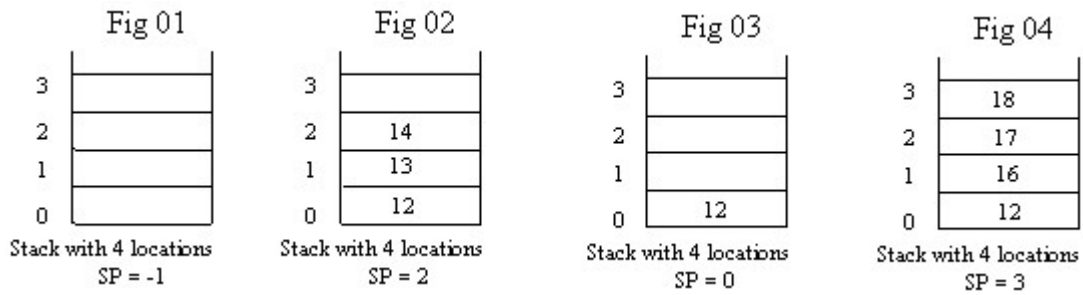 Fig 01
3
2
1
0
Stack with 4 locations
SP = -1
Fig 02
3
2 14
1 13
0 12
Stack with 4 locations
SP = 2
Fig 03
3
2
1
0 12
Stack with 4 locations
SP = 0
Fig 04
3 18
2 17
1 16
0 12
Stack with 4 locations
SP = 3